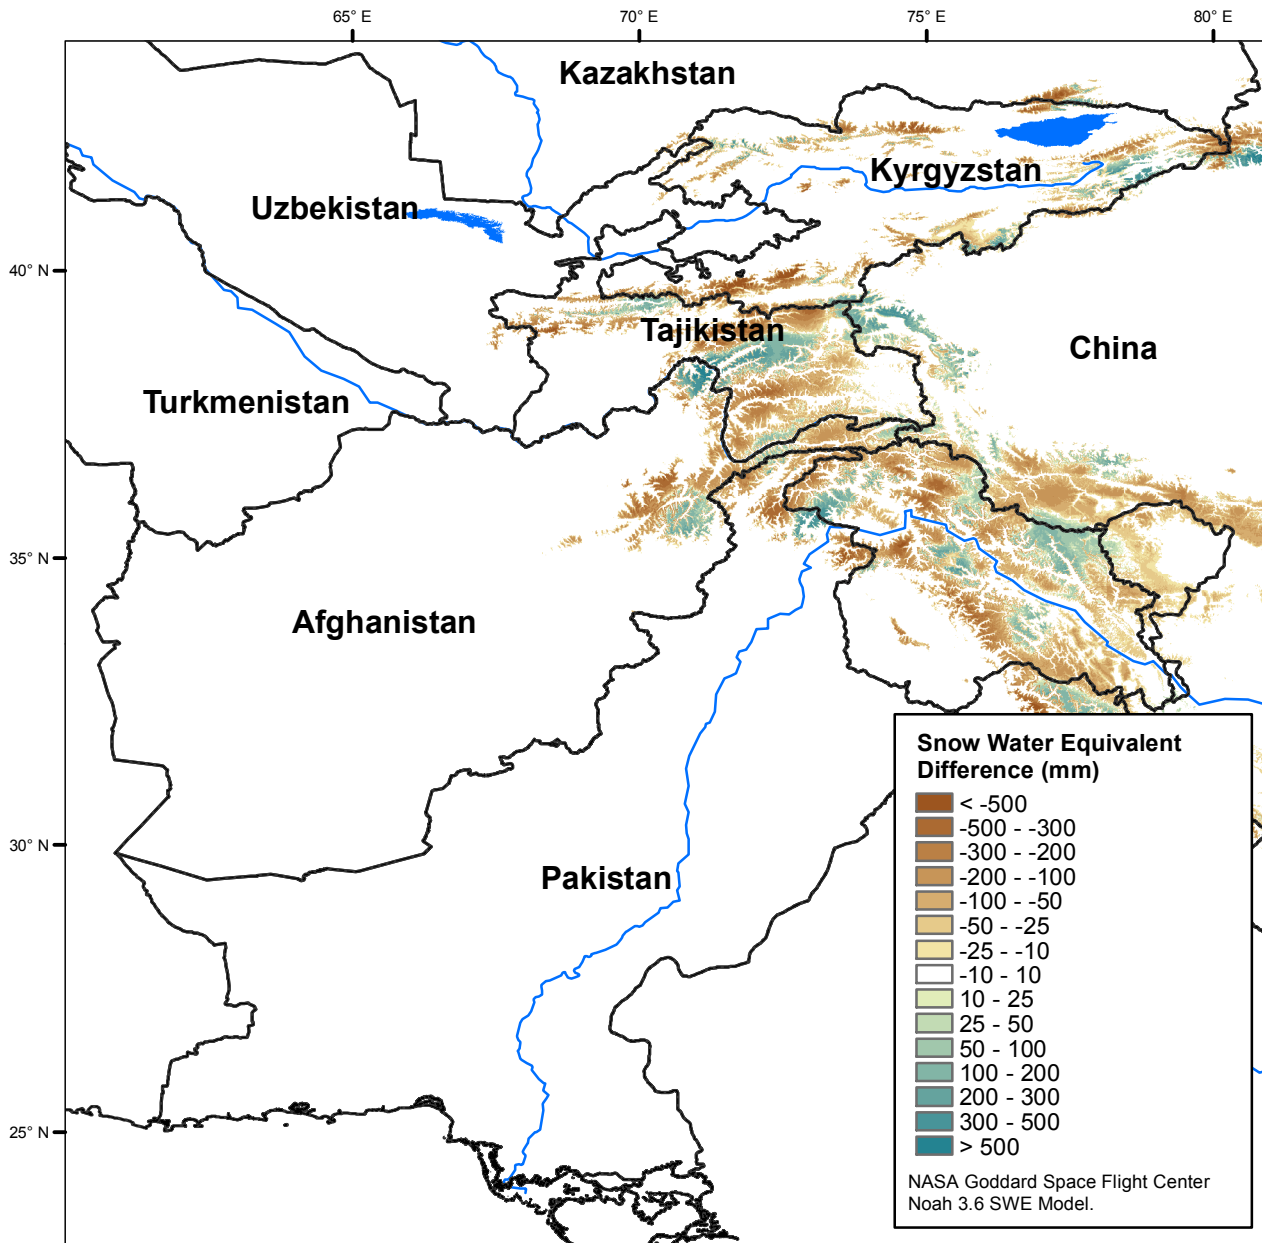 65° E
70° E
75° E
80° E
Kazakhstan
Kyrgyzstan
Uzbekistan
40° N
Tajikistan
China
Turkmenistan
35° N
Afghanistan
Snow Water Equivalent
Difference (mm)
< -500
-500 - -300
30° N
-300 - -200
-200 - -100
Pakistan
-100 - -50
-50 - -25
-25 - -10
-10 - 10
10 - 25
25 - 50
50 - 100
100 - 200
200 - 300
300 - 500
25° N
> 500
NASA Goddard Space Flight Center
Noah 3.6 SWE Model.